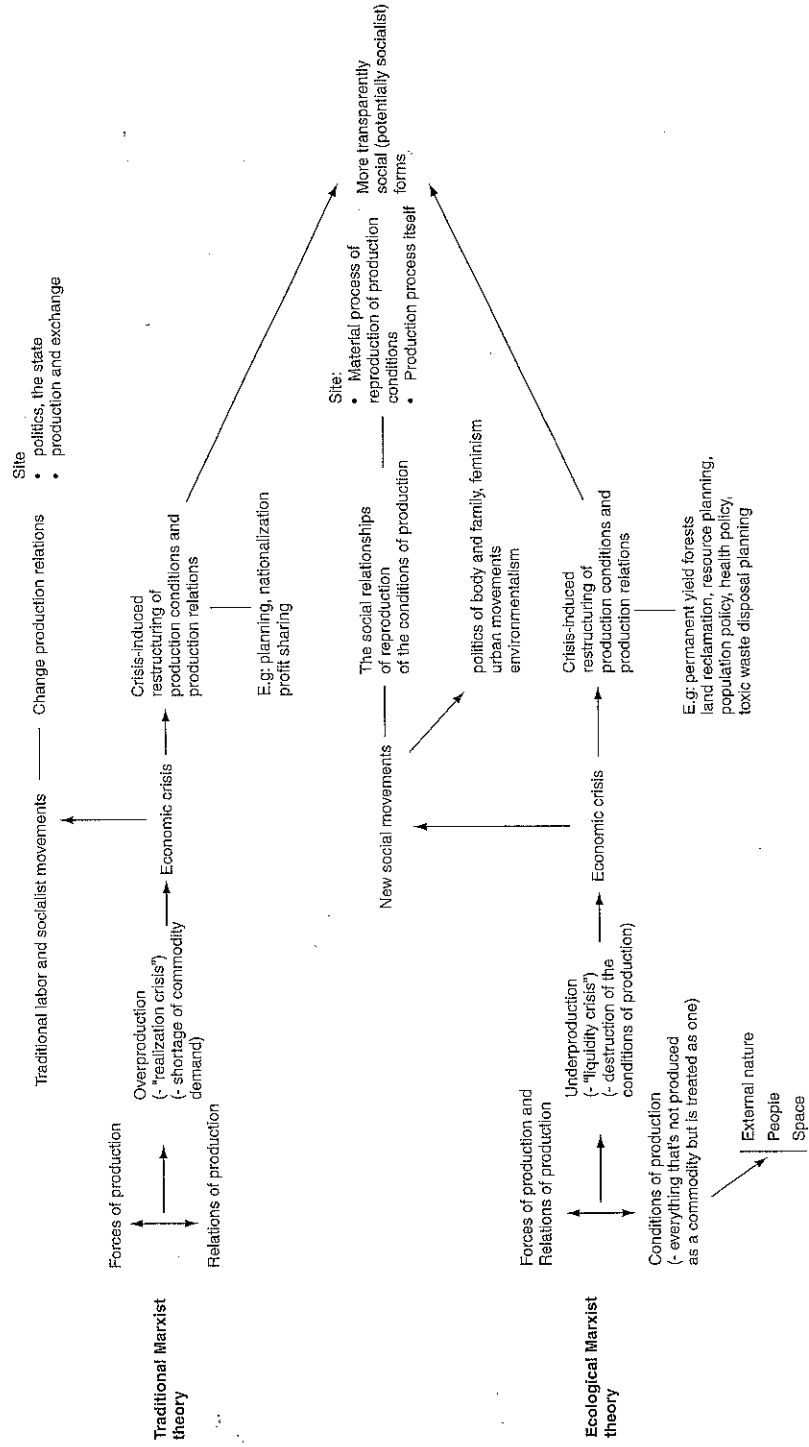 Traditional Marxist
theory
Forces of production
Relations of production
Overproduction
(- "realization crisis")
(- shortage of commodity
demand)
Economic crisis
Traditional labor and socialist movements
Change production relations
Site
• politics, the state
• production and exchange
Crisis-induced
restructuring of
production conditions and
production relations
E.g: planning, nationalization
profit sharing
New social movements
The social relationships
of reproduction
of the conditions of production
Site:
• Material process of
reproduction of production
conditions
• Production process itself
More transparently
social (potentially socialist)
forms
politics of body and family, feminism
urban movements
environmentalism
Ecological Marxist
theory
Forces of production and
Relations of production
Conditions of production
(- everything that's not produced
as a commodity but is treated as one)
External nature
People
Space
Underproduction
(- "liquidity crisis")
(- destruction of the
conditions of production)
Economic crisis
Crisis-induced
restructuring of
production conditions and
production relations
E.g: permanent yield forests
land reclamation, resource planning,
population policy, health policy,
toxic waste disposal planning